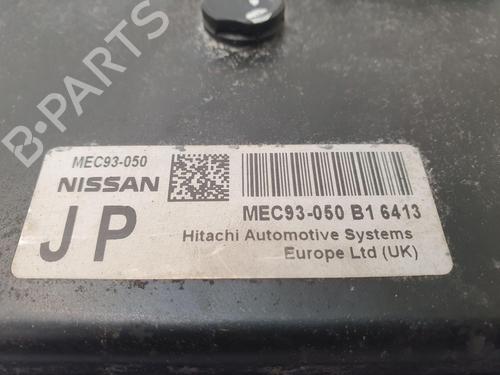 B-PARTS
MEC93-050
NISSAN
JP
MEC93-050 B1 6413
Hitachi Automotive Systems
Europe Ltd (UK)